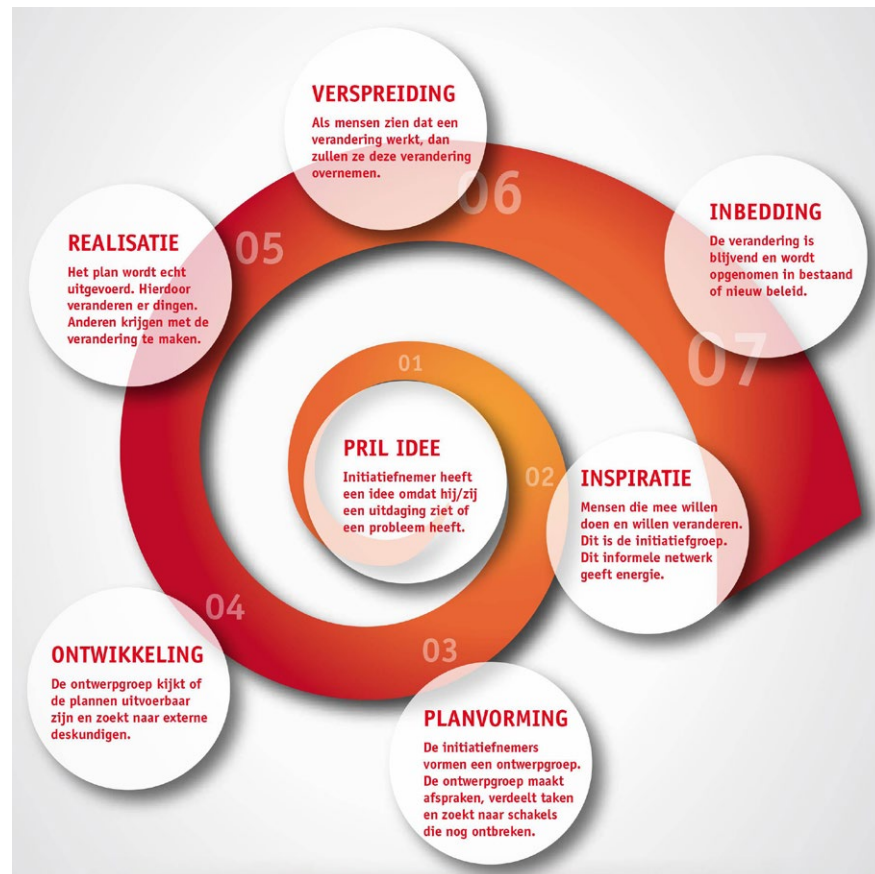 01
PRIL IDEE
Initiatiefnemer heeft
een idee omdat hij/zij
een uitdaging ziet of
een probleem heeft.
02
INSPIRATIE
Mensen die mee willen
doen en willen veranderen.
Dit is de initiatiefgroep.
Dit informele netwerk
geeft energie.
03
PLANVORMING
De initiatiefnemers
vormen een ontwerpgroep.
De ontwerpgroep maakt
afspraken, verdeelt taken
en zoekt naar schakels
die nog ontbreken.
04
ONTWIKKELING
De ontwerpgroep kijkt of
de plannen uitvoerbaar
zijn en zoekt naar externe
deskundigen.
05
REALISATIE
Het plan wordt echt
uitgevoerd. Hierdoor
veranderen er dingen.
Anderen krijgen met de
verandering te maken.
06
VERSPREIDING
Als mensen zien dat een
verandering werkt, dan
zullen ze deze verandering
overnemen.
07
INBEDDING
De verandering is
blijvend en wordt
opgenomen in bestaand
of nieuw beleid.